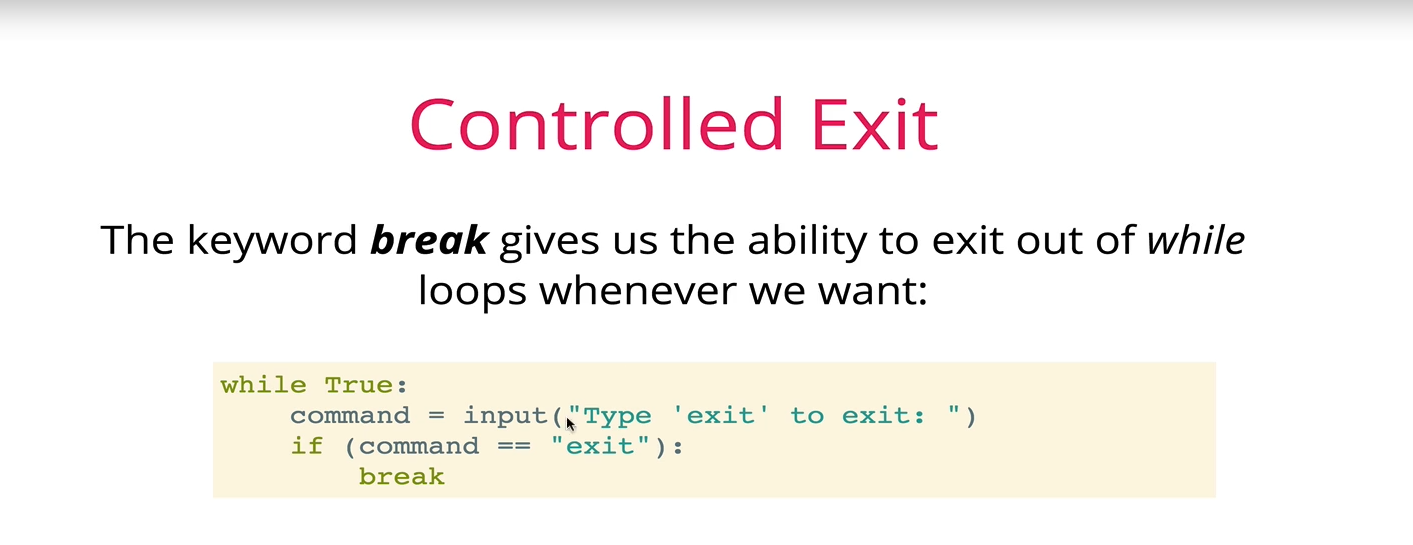 Controlled Exit
The keyword break gives us the ability to exit out of while
loops whenever we want:
while True:
    command = input("Type 'exit' to exit: ")
    if (command == "exit"):
        break